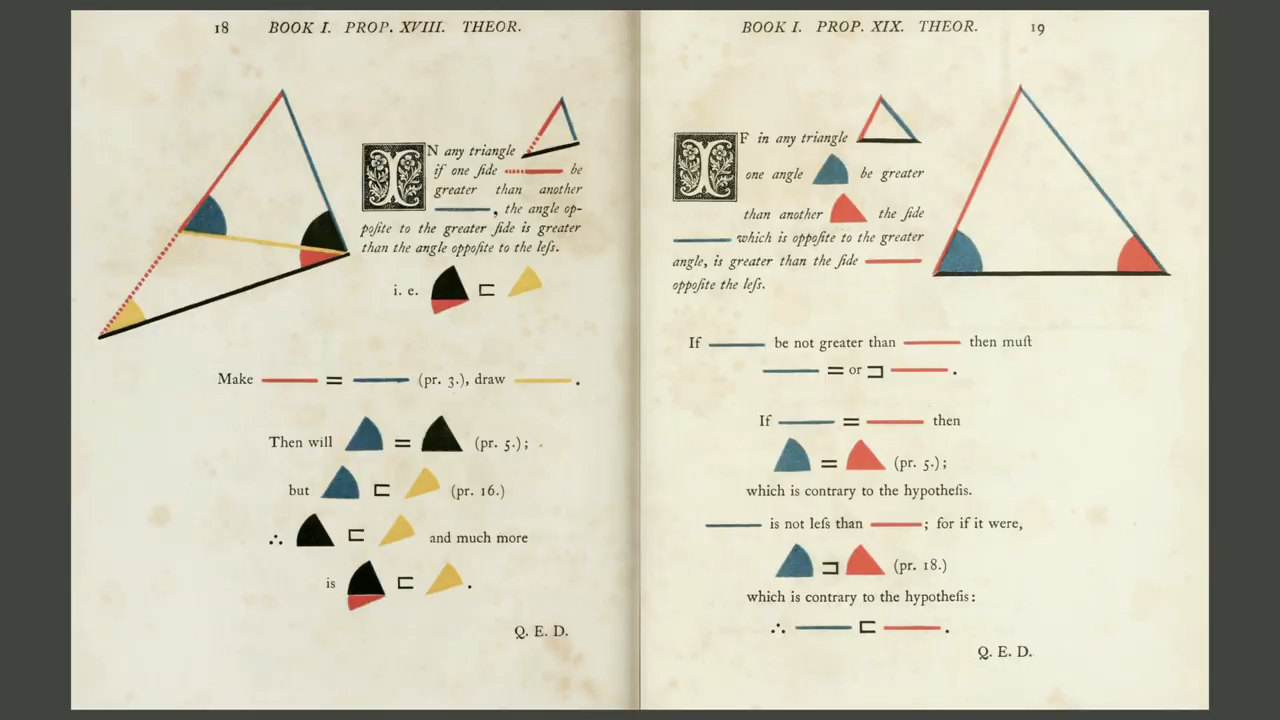 18 BOOK I. PROP. XVIII. THEOR.
IN any triangle
if one ſide be
greater than another
, the angle op-
poſite to the greater ſide is greater
than the angle oppoſite to the leſs.
i. e. ⊏
Make = (pr. 3.), draw .
Then will = (pr. 5.);
but ⊏ (pr. 16.)
∴ ⊏ and much more
is ⊏ .
Q. E. D.
BOOK I. PROP. XIX. THEOR. 19
IF in any triangle
one angle be greater
than another the ſide
which is oppoſite to the greater
angle, is greater than the ſide
oppoſite the leſs.
If be not greater than then muſt
= or ⊐ .
If = then
= (pr. 5.);
which is contrary to the hypotheſis.
is not leſs than ; for if it were,
⊐ (pr. 18.)
which is contrary to the hypotheſis:
∴ ⊏ .
Q. E. D.